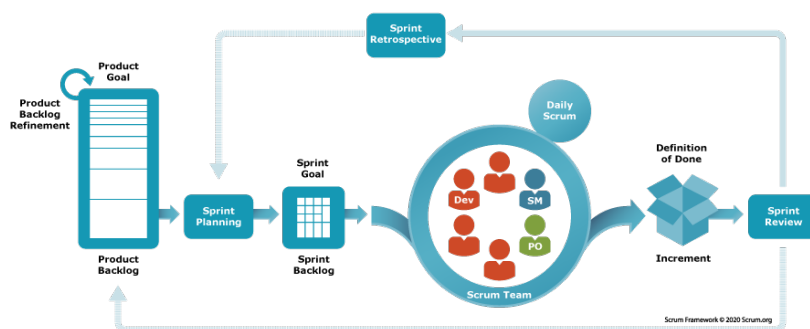 Sprint
Retrospective
Product
Goal
Product
Backlog
Refinement
Daily
Scrum
Sprint
Goal
Definition
of Done
Dev
SM
Sprint
Planning
Sprint
Review
PO
Product
Backlog
Sprint
Backlog
Increment
Scrum Team
Scrum Framework © 2020 Scrum.org